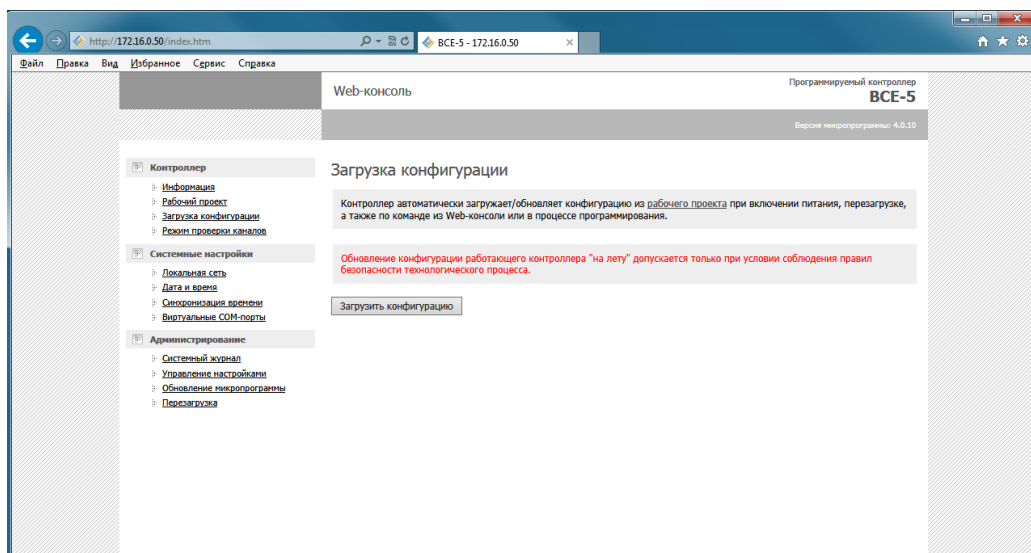 http://172.16.0.50/index.htm
BCE-5 - 172.16.0.50
Файл Правка Вид Избранное Сервис Справка
Web-консоль
Программируемый контроллер
BCE-5
Версия микропрограммы: 4.0.10
Контроллер
Информация
Рабочий проект
Загрузка конфигурации
Режим проверки каналов
Системные настройки
Локальная сеть
Дата и время
Синхронизация времени
Виртуальные COM-порты
Администрирование
Системный журнал
Управление настройками
Обновление микропрограммы
Перезагрузка
Загрузка конфигурации
Контроллер автоматически загружает/обновляет конфигурацию из рабочего проекта при включении питания, перезагрузке,
а также по команде из Web-консоли или в процессе программирования.
Обновление конфигурации работающего контроллера "на лету" допускается только при условии соблюдения правил
безопасности технологического процесса.
Загрузить конфигурацию